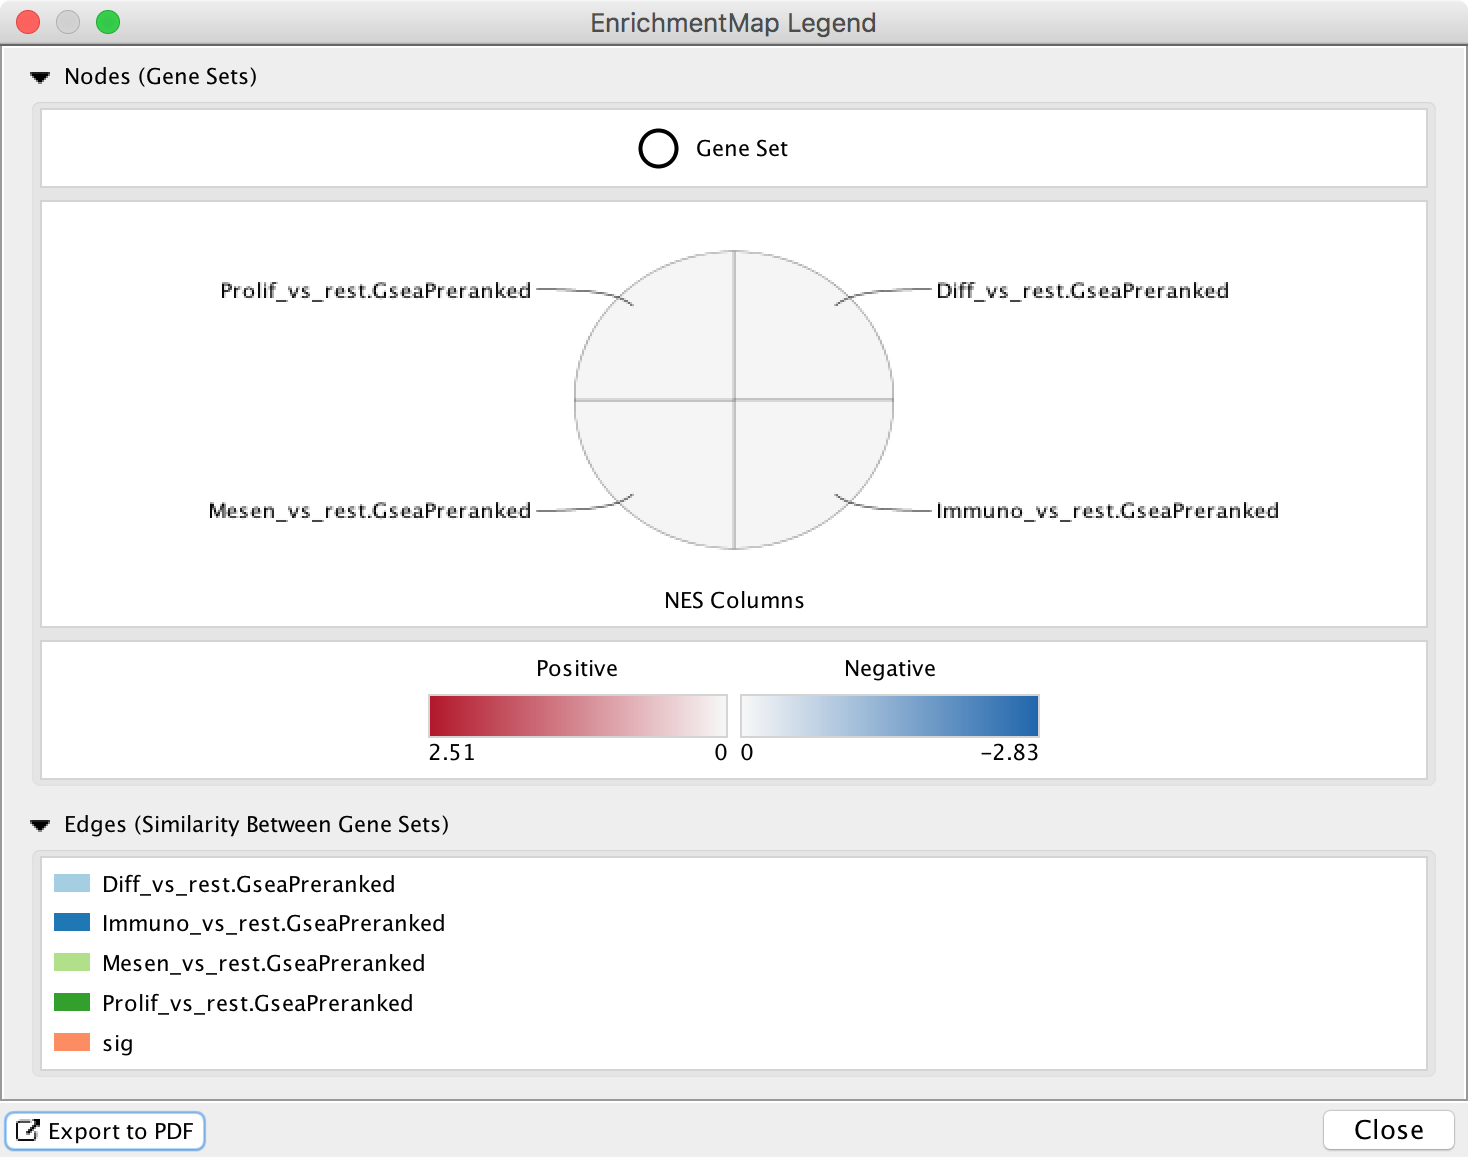 EnrichmentMap Legend
Nodes (Gene Sets)
Gene Set
Prolif_vs_rest.GseaPreranked
Diff_vs_rest.GseaPreranked
Mesen_vs_rest.GseaPreranked
Immuno_vs_rest.GseaPreranked
NES Columns
Positive
Negative
2.51 0
0 -2.83
Edges (Similarity Between Gene Sets)
Diff_vs_rest.GseaPreranked
Immuno_vs_rest.GseaPreranked
Mesen_vs_rest.GseaPreranked
Prolif_vs_rest.GseaPreranked
sig
Export to PDF
Close